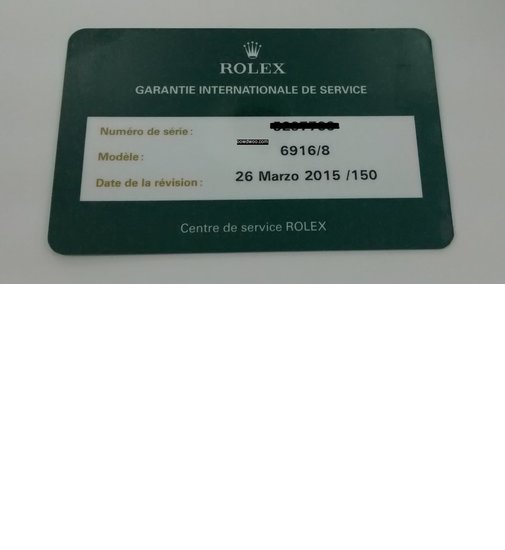 ROLEX
GARANTIE INTERNATIONALE DE SERVICE
Numéro de série :
Modèle : 6916/8
Date de la révision : 26 Marzo 2015 /150
Centre de service ROLEX